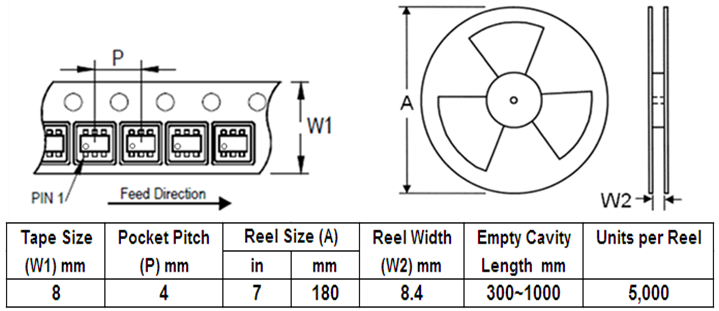 P
W1
PIN 1
Feed Direction
A
W2
Tape Size (W1) mm
Pocket Pitch (P) mm
Reel Size (A)
in
mm
Reel Width (W2) mm
Empty Cavity Length mm
Units per Reel
8
4
7
180
8.4
300~1000
5,000